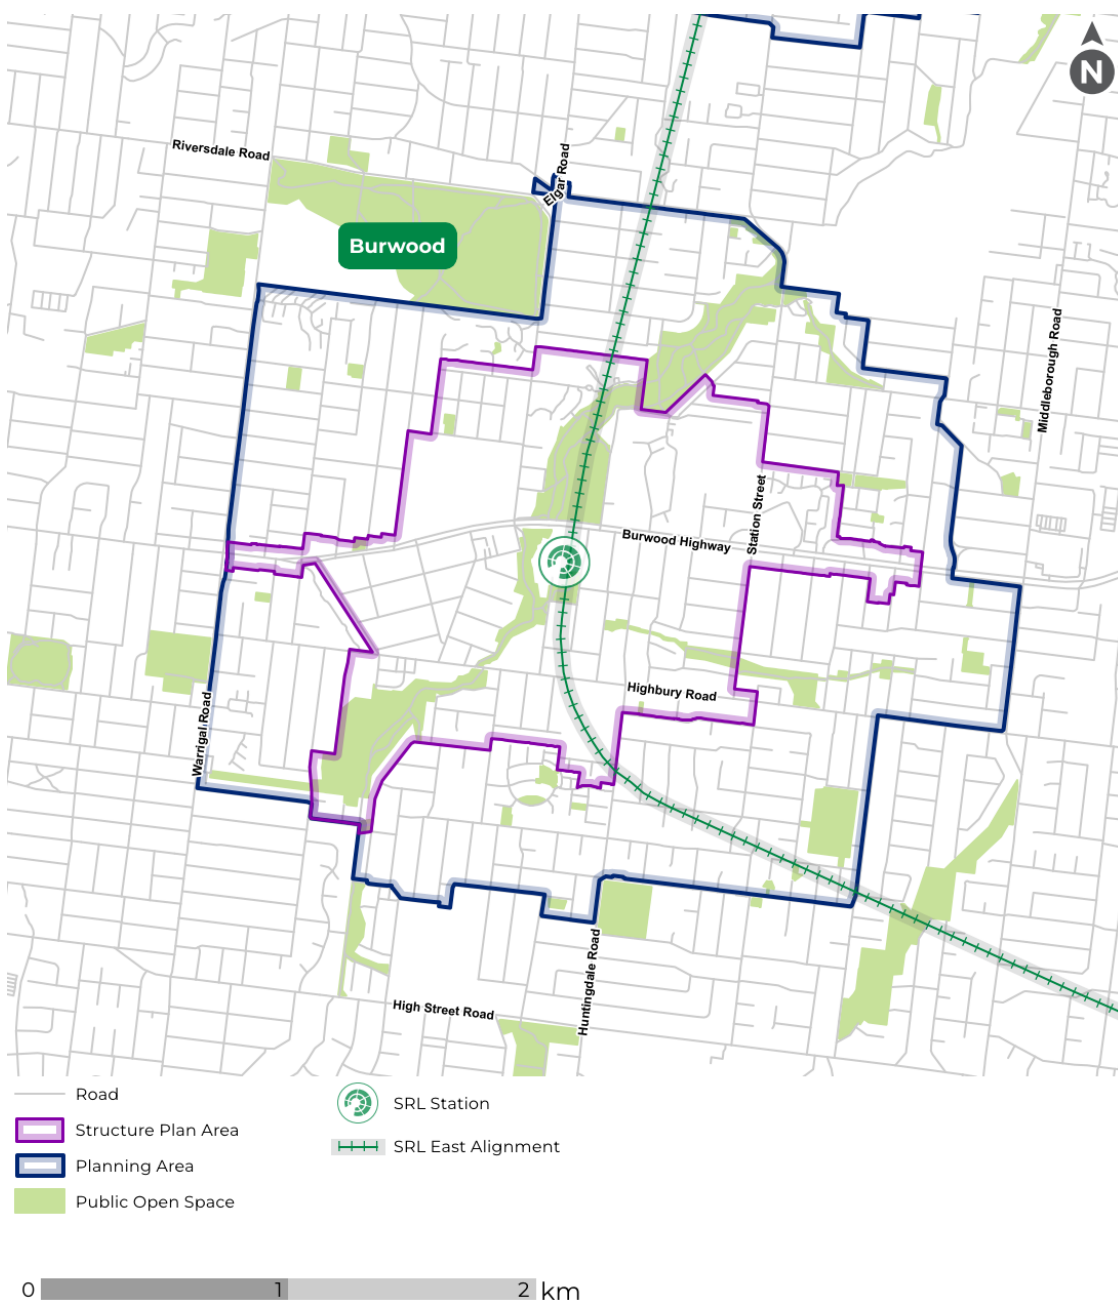 N
Riversdale Road
Elgar Road
Burwood
Middleborough Road
Station Street
Burwood Highway
Highbury Road
Warrigal Road
Huntingdale Road
High Street Road
Road
Structure Plan Area
Planning Area
Public Open Space
SRL Station
SRL East Alignment
0 1 2 km